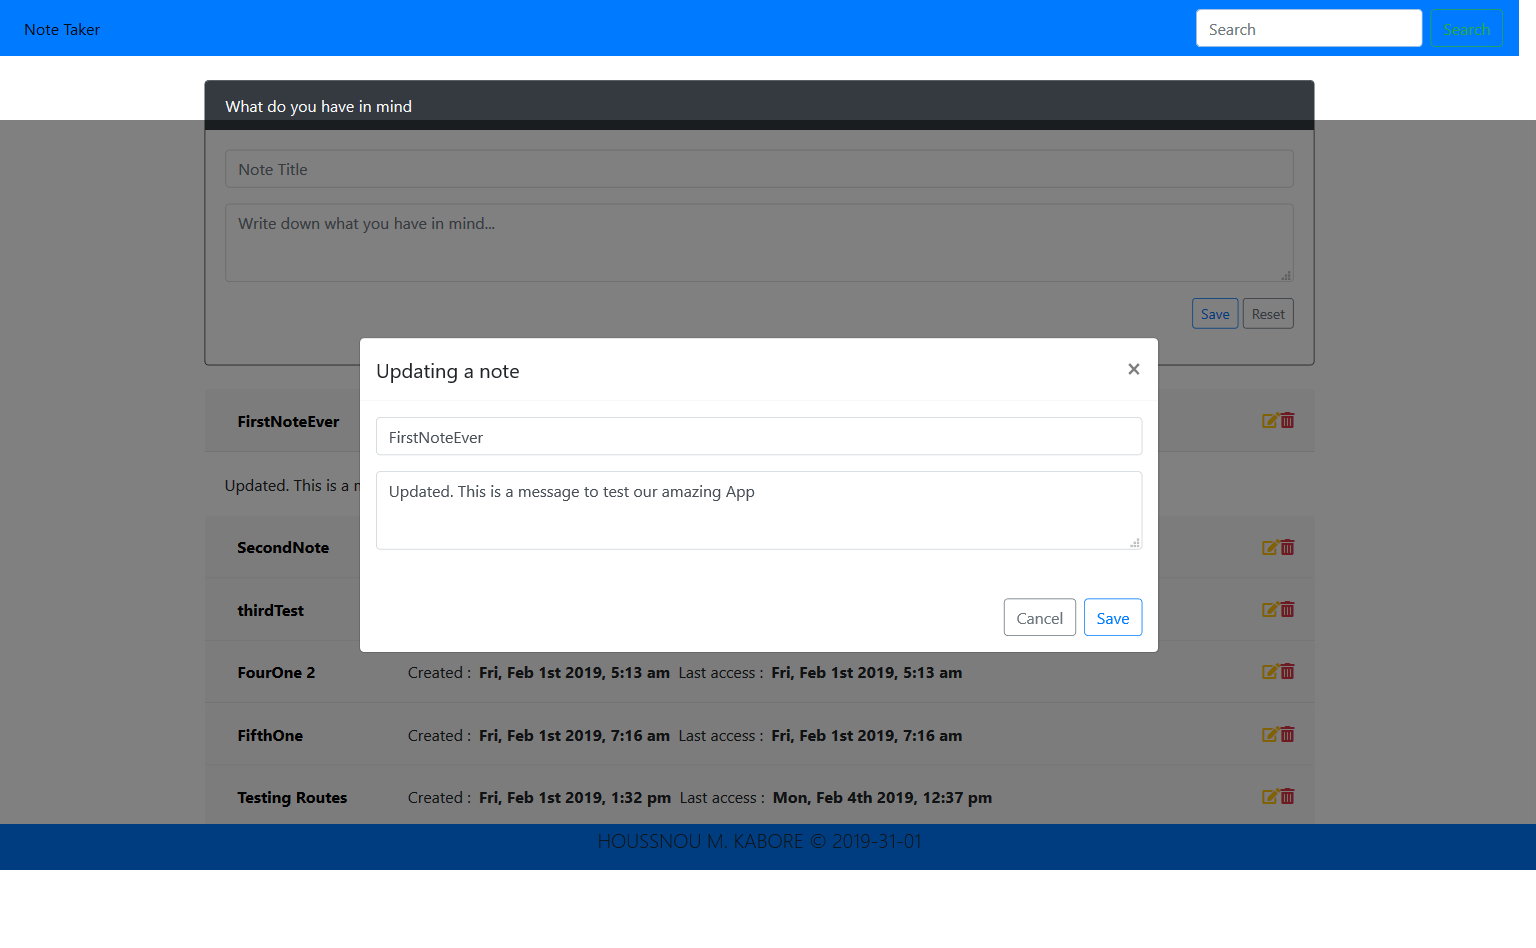 Note Taker
Search Search
What do you have in mind
Note Title
Write down what you have in mind...
Save Reset
Updating a note ×
FirstNoteEver
FirstNoteEver
Updated. This is a
Updated. This is a message to test our amazing App
SecondNote
thirdTest
Cancel Save
FourOne 2 Created : Fri, Feb 1st 2019, 5:13 am Last access : Fri, Feb 1st 2019, 5:13 am
FifthOne Created : Fri, Feb 1st 2019, 7:16 am Last access : Fri, Feb 1st 2019, 7:16 am
Testing Routes Created : Fri, Feb 1st 2019, 1:32 pm Last access : Mon, Feb 4th 2019, 12:37 pm
HOUSSNOU M. KABORE © 2019-31-01